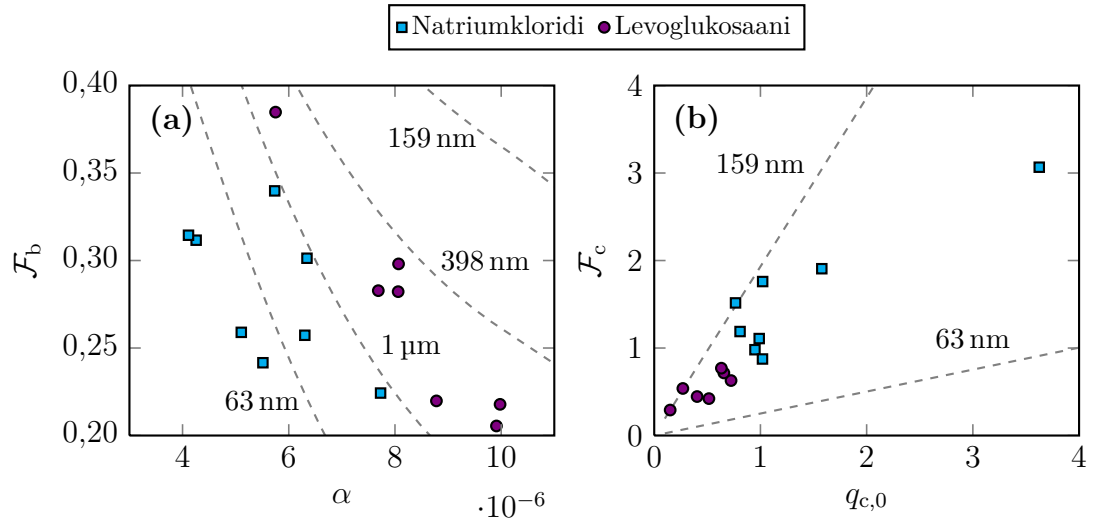 Natriumkloridi Levoglukosaani
(a)
0,40
0,35
0,30
0,25
0,20
ℱb
159 nm
398 nm
1 µm
63 nm
4 6 8 10
α
·10⁻⁶
(b)
4
3
2
1
0
ℱc
159 nm
63 nm
0 1 2 3 4
qc,0